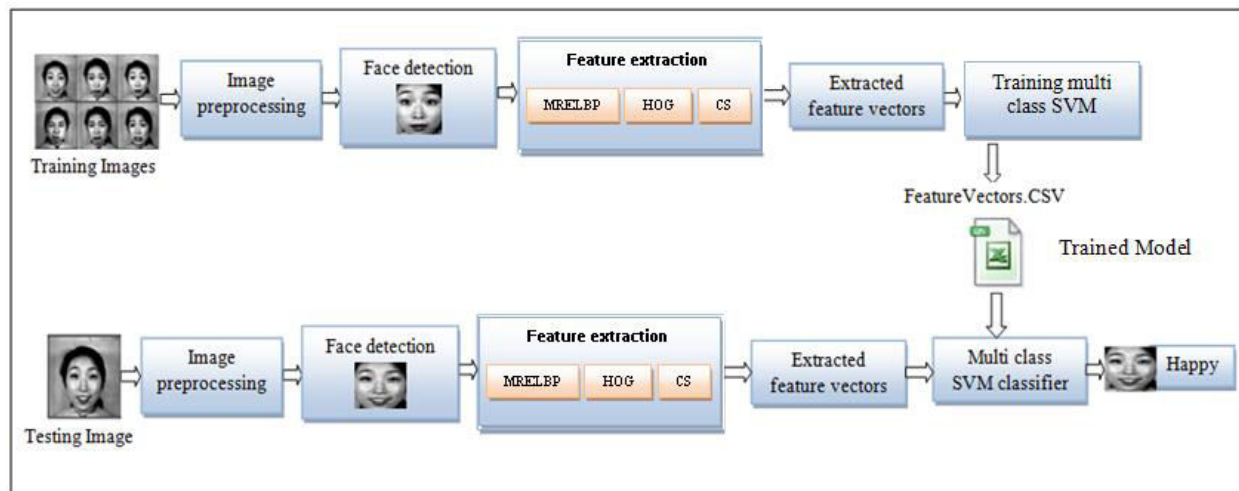 Training Images
Image
preprocessing
Face detection
Feature extraction
MRELBP
HOG
CS
Extracted
feature vectors
Training multi
class SVM
FeatureVectors.CSV
Trained Model
Testing Image
Image
preprocessing
Face detection
Feature extraction
MRELBP
HOG
CS
Extracted
feature vectors
Multi class
SVM classifier
Happy